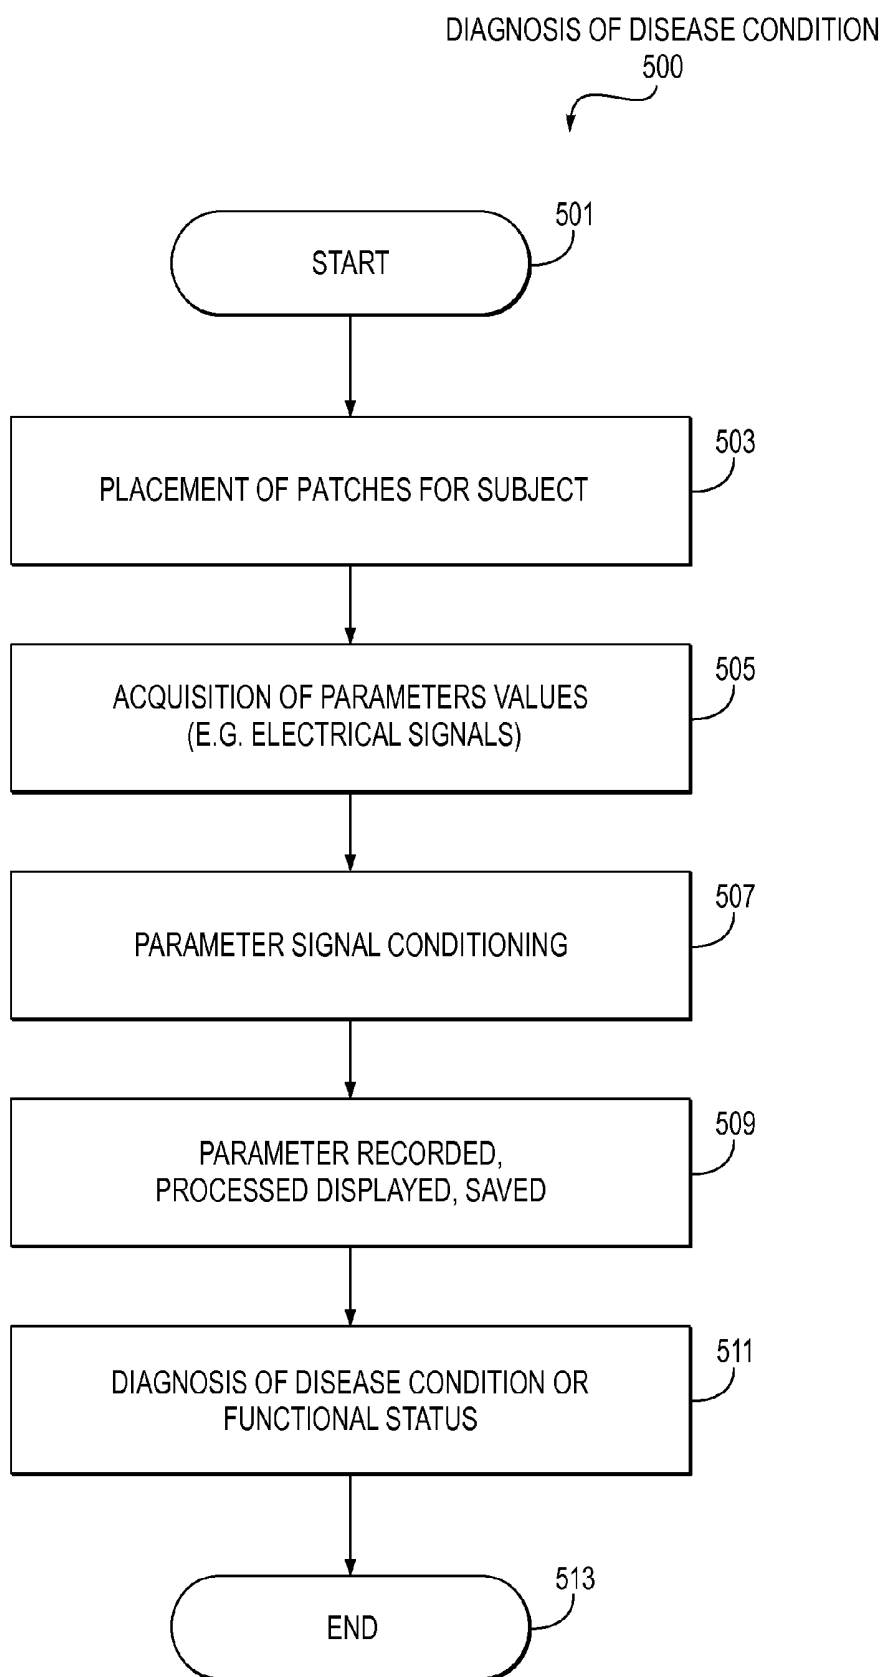 DIAGNOSIS OF DISEASE CONDITION
500
501
START
503
PLACEMENT OF PATCHES FOR SUBJECT
505
ACQUISITION OF PARAMETERS VALUES
(E.G. ELECTRICAL SIGNALS)
507
PARAMETER SIGNAL CONDITIONING
509
PARAMETER RECORDED,
PROCESSED DISPLAYED, SAVED
511
DIAGNOSIS OF DISEASE CONDITION OR
FUNCTIONAL STATUS
513
END